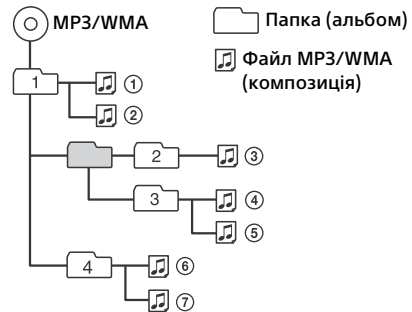 MP3/WMA
Папка (альбом)
Файл MP3/WMA
(композиція)
1
①
②
2
③
3
④
⑤
4
⑥
⑦